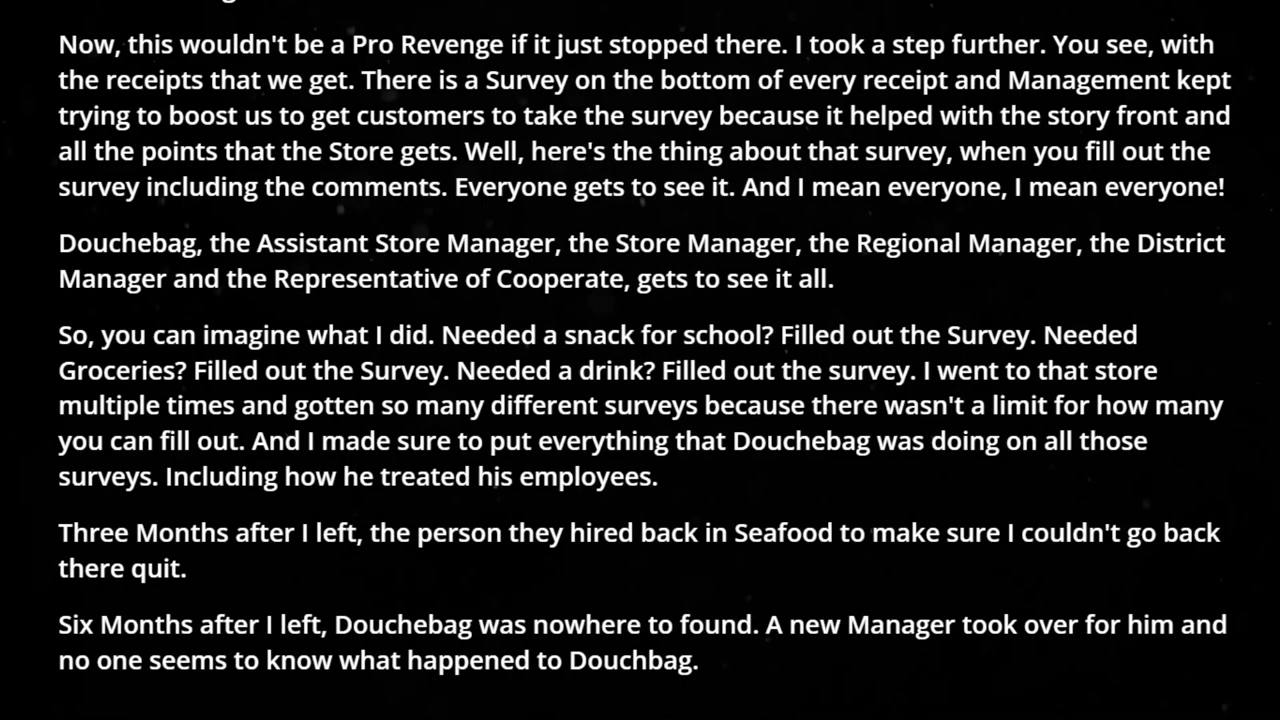 Now, this wouldn't be a Pro Revenge if it just stopped there. I took a step further. You see, with
the receipts that we get. There is a Survey on the bottom of every receipt and Management kept
trying to boost us to get customers to take the survey because it helped with the story front and
all the points that the Store gets. Well, here's the thing about that survey, when you fill out the
survey including the comments. Everyone gets to see it. And I mean everyone, I mean everyone!
Douchebag, the Assistant Store Manager, the Store Manager, the Regional Manager, the District
Manager and the Representative of Cooperate, gets to see it all.
So, you can imagine what I did. Needed a snack for school? Filled out the Survey. Needed
Groceries? Filled out the Survey. Needed a drink? Filled out the survey. I went to that store
multiple times and gotten so many different surveys because there wasn't a limit for how many
you can fill out. And I made sure to put everything that Douchebag was doing on all those
surveys. Including how he treated his employees.
Three Months after I left, the person they hired back in Seafood to make sure I couldn't go back
there quit.
Six Months after I left, Douchebag was nowhere to found. A new Manager took over for him and
no one seems to know what happened to Douchbag.